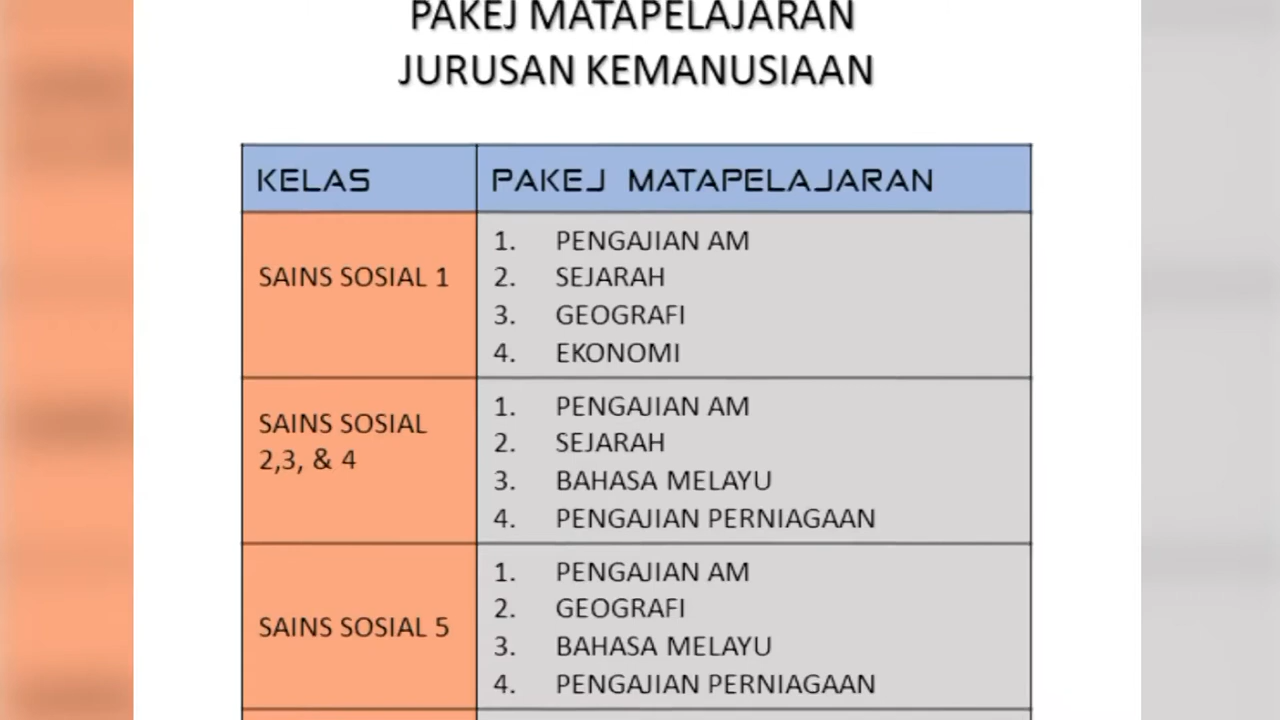 PAKEJ MATAPELAJARAN
JURUSAN KEMANUSIAAN
KELAS
PAKEJ MATAPELAJARAN
SAINS SOSIAL 1
1. PENGAJIAN AM
2. SEJARAH
3. GEOGRAFI
4. EKONOMI
SAINS SOSIAL
2,3, & 4
1. PENGAJIAN AM
2. SEJARAH
3. BAHASA MELAYU
4. PENGAJIAN PERNIAGAAN
SAINS SOSIAL 5
1. PENGAJIAN AM
2. GEOGRAFI
3. BAHASA MELAYU
4. PENGAJIAN PERNIAGAAN